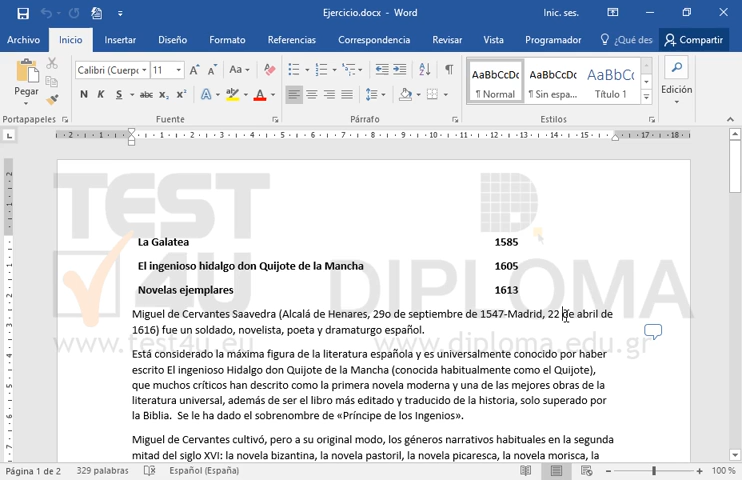 Ejercicio.docx - Word
Inic. ses.
Archivo Inicio Insertar Diseño Formato Referencias Correspondencia Revisar Vista Programador ¿Qué des Compartir
Pegar
Calibri (Cuerpo 11
N K S abc x₂ x²
AaBbCcDc AaBbCcDc AaBbCc
¶ Normal ¶ Sin espa... Título 1
Edición
Portapapeles Fuente Párrafo Estilos
TEST 4U DIPLOMA
www.test4u.eu www.diploma.edu.gr
La Galatea 1585
El ingenioso hidalgo don Quijote de la Mancha 1605
Novelas ejemplares 1613
Miguel de Cervantes Saavedra (Alcalá de Henares, 29o de septiembre de 1547-Madrid, 22 de abril de
1616) fue un soldado, novelista, poeta y dramaturgo español.
Está considerado la máxima figura de la literatura española y es universalmente conocido por haber
escrito El ingenioso Hidalgo don Quijote de la Mancha (conocida habitualmente como el Quijote),
que muchos críticos han descrito como la primera novela moderna y una de las mejores obras de la
literatura universal, además de ser el libro más editado y traducido de la historia, solo superado por
la Biblia. Se le ha dado el sobrenombre de «Príncipe de los Ingenios».
Miguel de Cervantes cultivó, pero a su original modo, los géneros narrativos habituales en la segunda
mitad del siglo XVI: la novela bizantina, la novela pastoril, la novela picaresca, la novela morisca, la
Página 1 de 2 329 palabras Español (España) 100 %